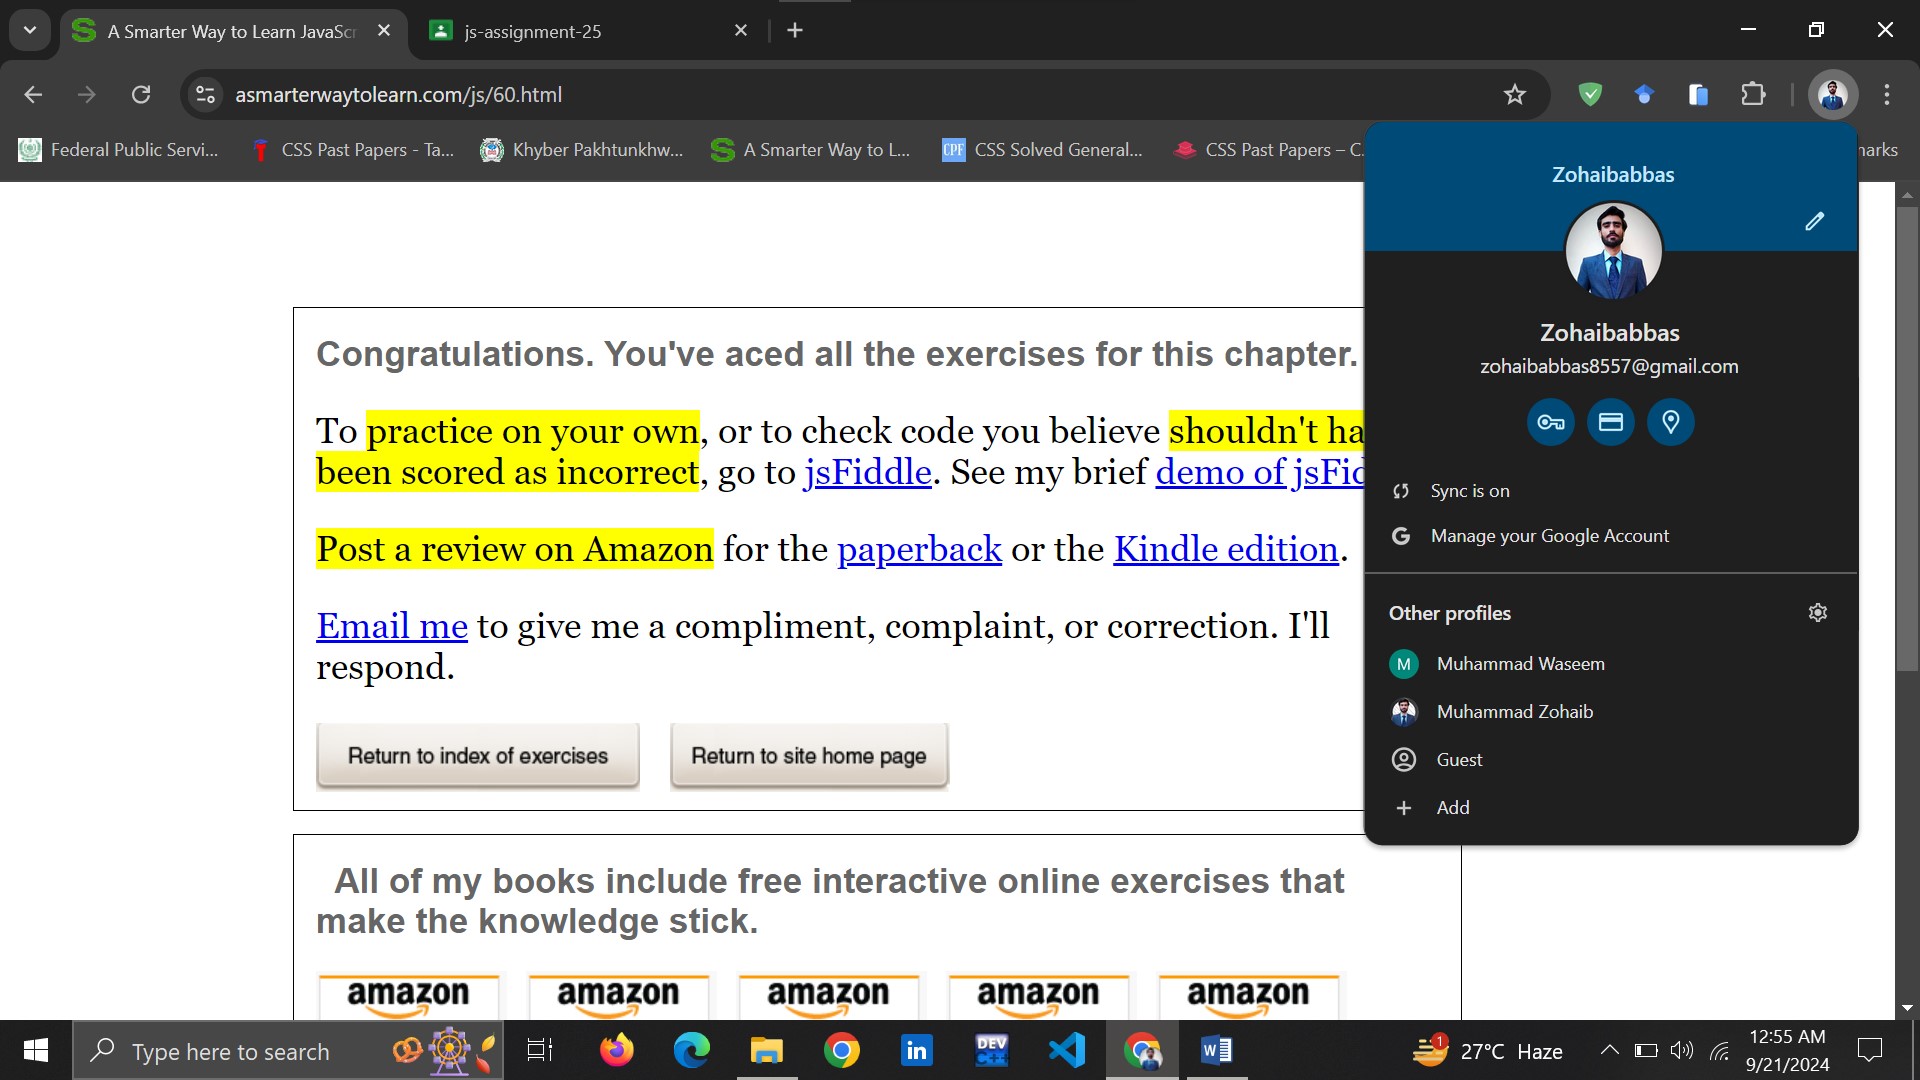 A Smarter Way to Learn JavaScr
js-assignment-25
asmarterwaytolearn.com/js/60.html
Federal Public Servi...
CSS Past Papers - Ta...
Khyber Pakhtunkhw...
A Smarter Way to L...
CPF
CSS Solved General...
CSS Past Papers – C.
narks
Zohaibabbas
Zohaibabbas
zohaibabbas8557@gmail.com
Sync is on
G Manage your Google Account
Other profiles
M Muhammad Waseem
Muhammad Zohaib
Guest
Add
Congratulations. You've aced all the exercises for this chapter.
To practice on your own, or to check code you believe shouldn't ha
been scored as incorrect, go to jsFiddle. See my brief demo of jsFid
Post a review on Amazon for the paperback or the Kindle edition.
Email me to give me a compliment, complaint, or correction. I'll
respond.
Return to index of exercises
Return to site home page
All of my books include free interactive online exercises that
make the knowledge stick.
amazon amazon amazon amazon amazon
Type here to search
in
DEV
C++
W
1
27°C Haze
12:55 AM
9/21/2024